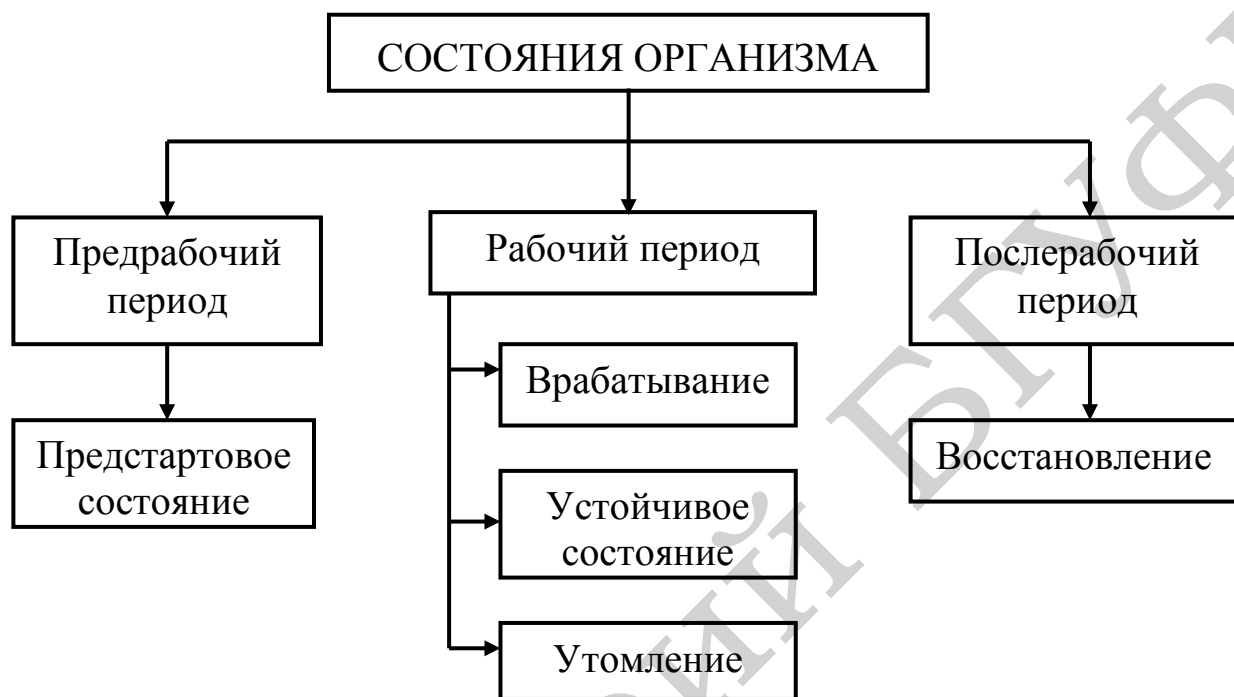 СОСТОЯНИЯ ОРГАНИЗМА
Предрабочий
период
Рабочий период
Послерабочий
период
Врабатывание
Предстартовое
состояние
Восстановление
Устойчивое
состояние
Утомление